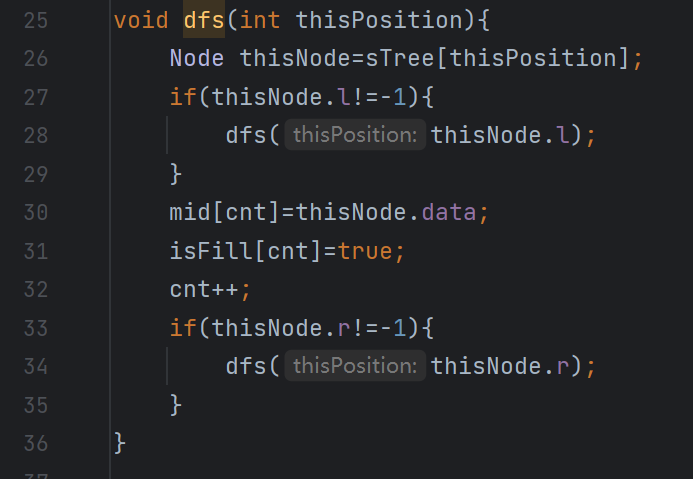 25 void dfs(int thisPosition){
26 Node thisNode=sTree[thisPosition];
27 if(thisNode.l!=-1){
28 dfs( thisPosition: thisNode.l);
29 }
30 mid[cnt]=thisNode.data;
31 isFill[cnt]=true;
32 cnt++;
33 if(thisNode.r!=-1){
34 dfs( thisPosition: thisNode.r);
35 }
36 }
37